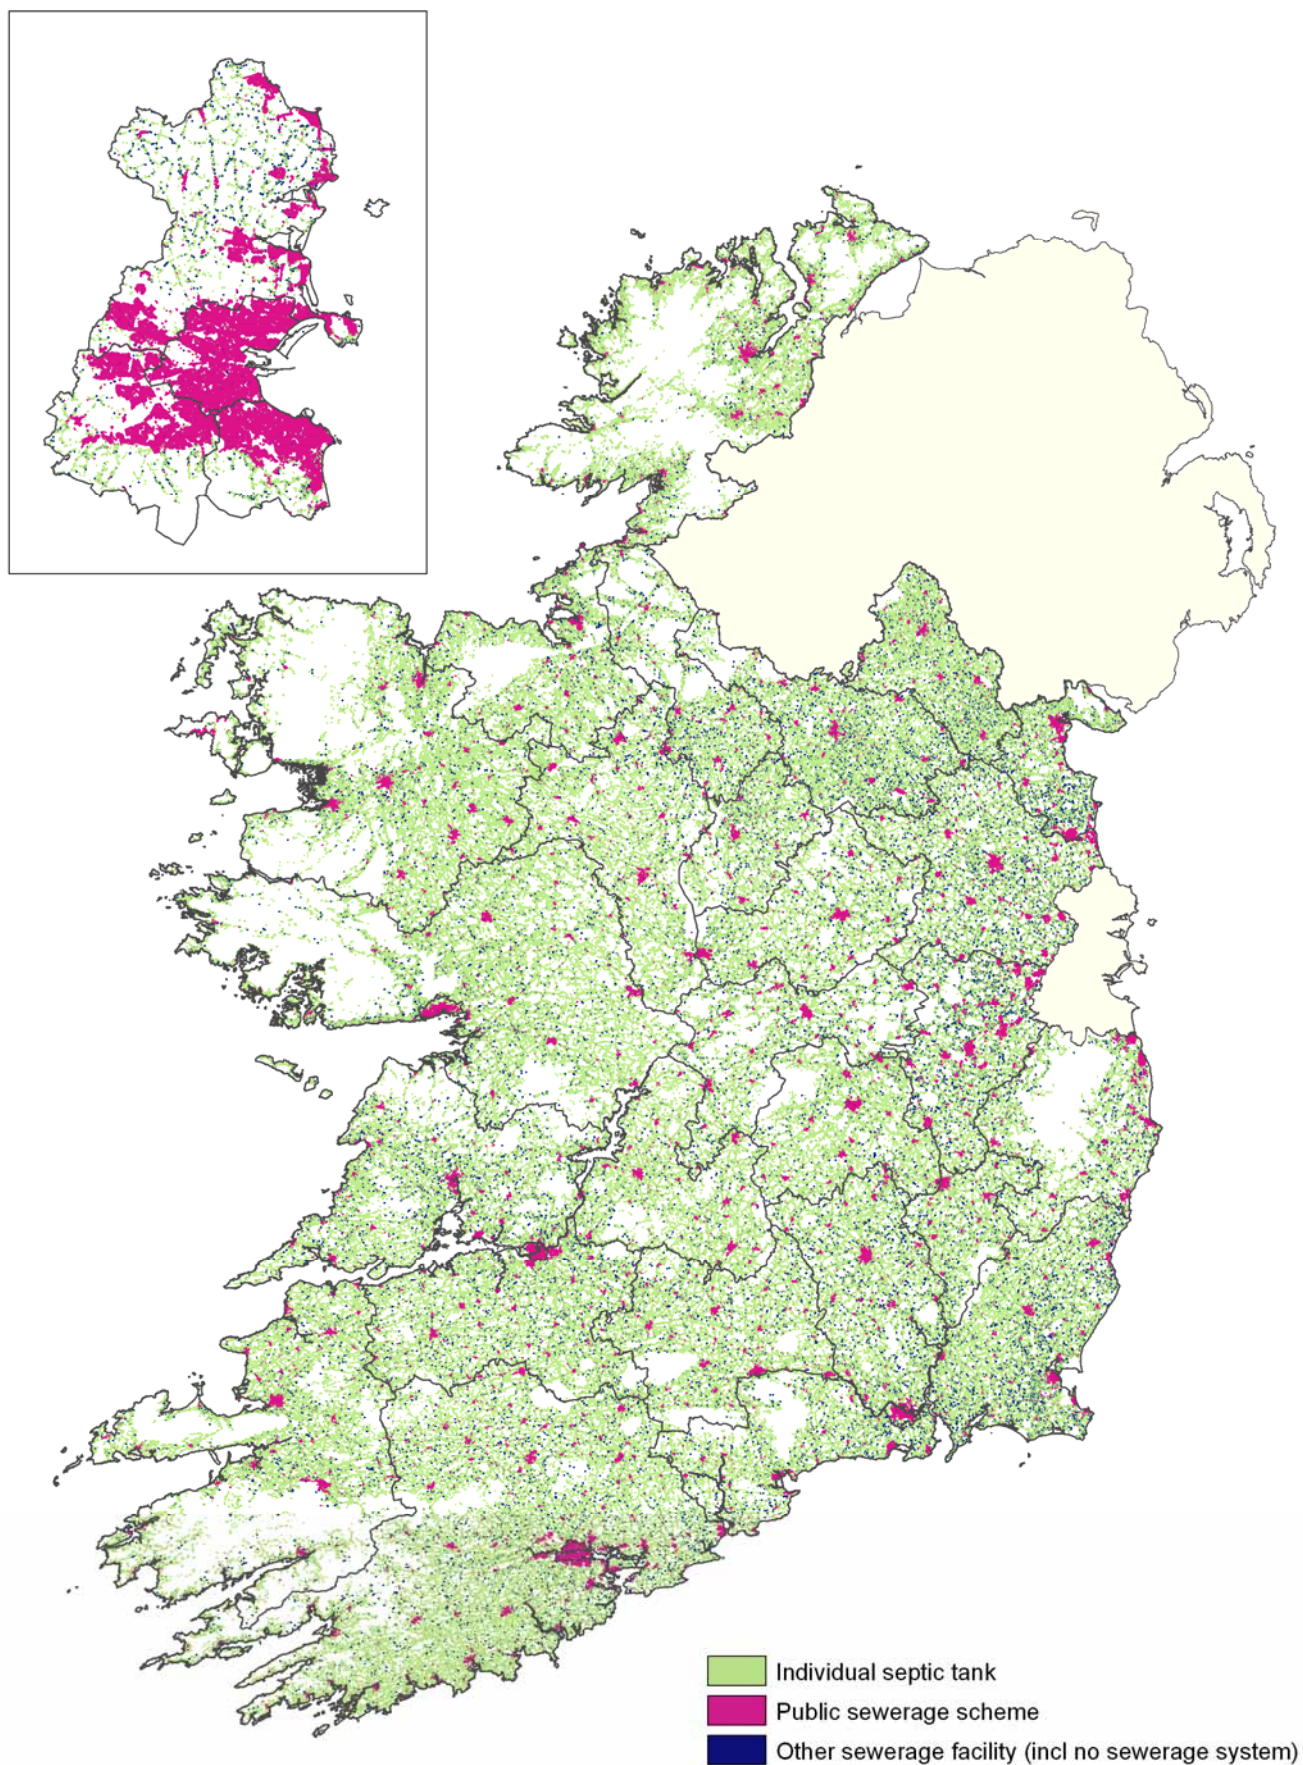 Individual septic tank
Public sewerage scheme
Other sewerage facility (incl no sewerage system)